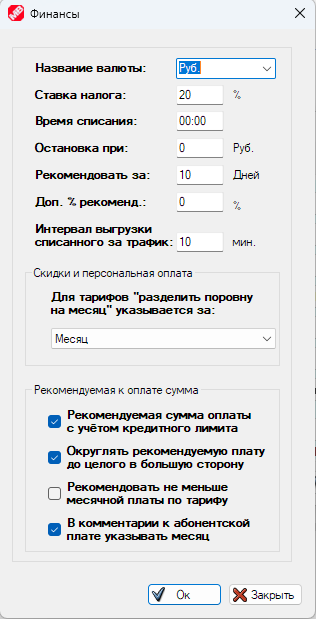 Финансы
Название валюты: Руб.
Ставка налога: 20 %
Время списания: 00:00
Остановка при: 0 Руб.
Рекомендовать за: 10 Дней
Доп. % рекоменд.: 0 %
Интервал выгрузки
списанного за трафик: 10 мин.
Скидки и персональная оплата
Для тарифов "разделить поровну
на месяц" указывается за:
Месяц
Рекомендуемая к оплате сумма
Рекомендуемая сумма оплаты
с учётом кредитного лимита
Округлять рекомендуемую плату
до целого в большую сторону
Рекомендовать не меньше
месячной платы по тарифу
В комментарии к абонентской
плате указывать месяц
Ок Закрыть